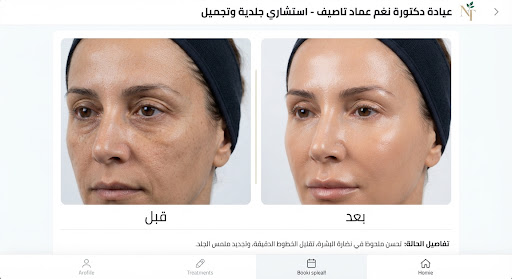 عيادة دكتورة نغم عماد تاصيف - استشاري جلدية وتجميل
NT
قبل
بعد
تفاصيل الحالة: تحسن ملحوظ في نضارة البشرة، تقليل الخطوط الدقيقة، وتجديد ملمس الجلد.
Treatments
Home